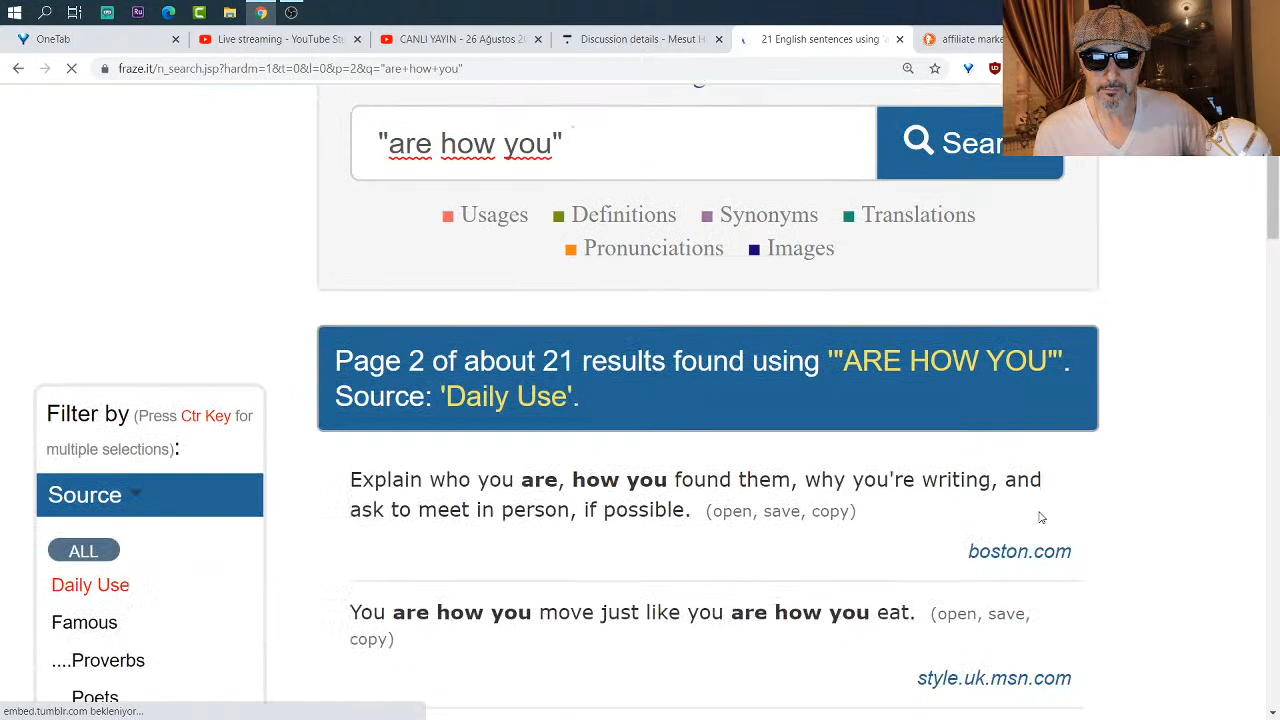 OneTab
Live streaming - YouTube Stu
CANLI YAYIN - 26 Ağustos 20
Discussion details - Mesut H
21 English sentences using '"a
affiliate market
fraze.it/n_search.jsp?hardm=1&t=0&l=0&p=2&q="are+how+you"
"are how you"
Sear
Usages
Definitions
Synonyms
Translations
Pronunciations
Images
Page 2 of about 21 results found using '"ARE HOW YOU"'.
Source: 'Daily Use'.
Filter by (Press Ctr Key for
multiple selections):
Source
ALL
Daily Use
Famous
....Proverbs
Poets
Explain who you are, how you found them, why you're writing, and
ask to meet in person, if possible. (open, save, copy)
boston.com
You are how you move just like you are how you eat. (open, save,
copy)
style.uk.msn.com
embed.tumblr.com bekleniyor...